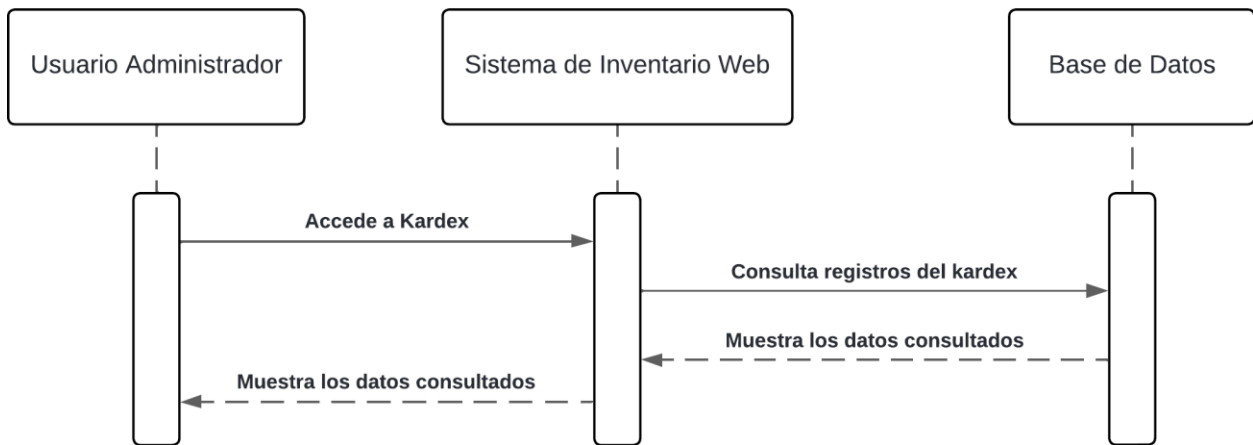 Usuario Administrador
Sistema de Inventario Web
Base de Datos
Accede a Kardex
Consulta registros del kardex
Muestra los datos consultados
Muestra los datos consultados